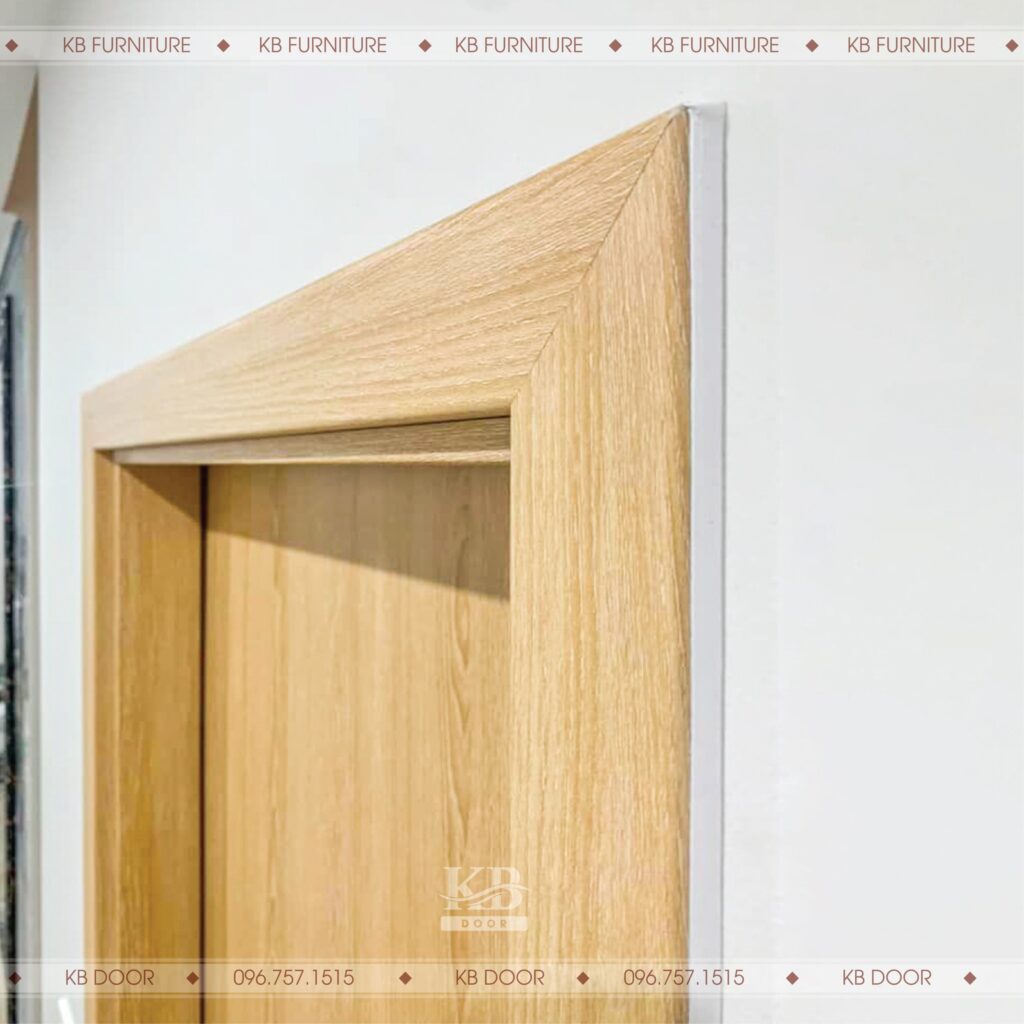 KB FURNITURE ◆ KB FURNITURE ◆ KB FURNITURE ◆ KB FURNITURE ◆ KB FURNITURE
KB
DOOR
KB DOOR ◆ 096.757.1515 ◆ KB DOOR ◆ 096.757.1515 ◆ KB DOOR